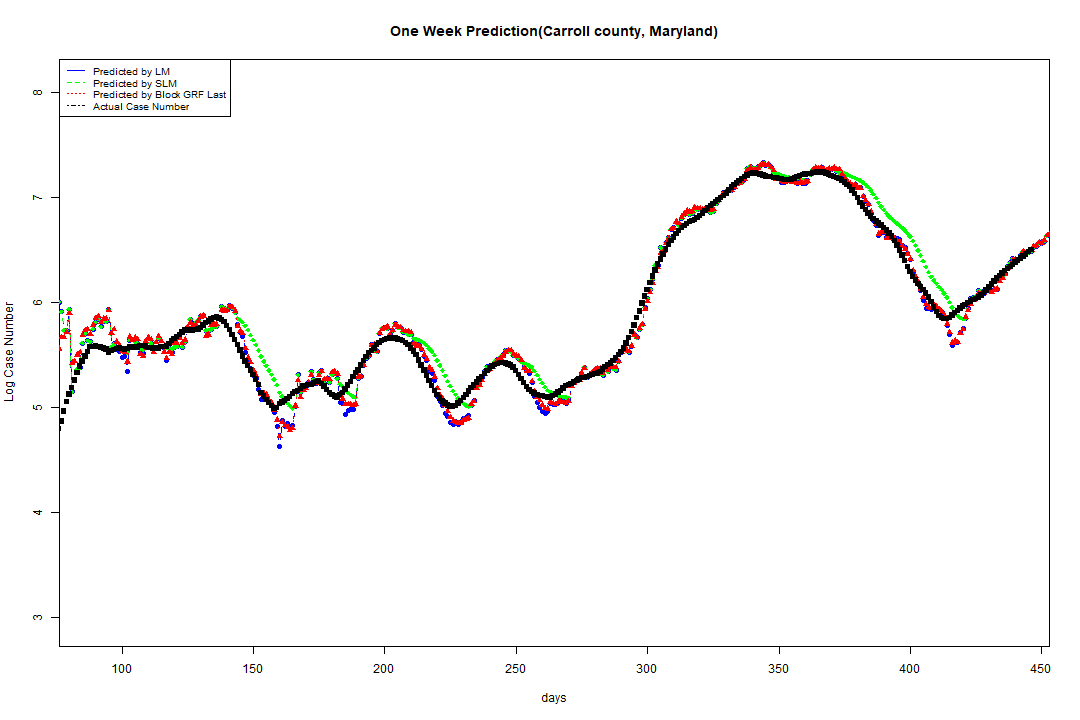 One Week Prediction(Carroll county, Maryland)
Predicted by LM
Predicted by SLM
Predicted by Block GRF Last
Actual Case Number
8
7
6
5
4
3
Log Case Number
100 150 200 250 300 350 400 450
days